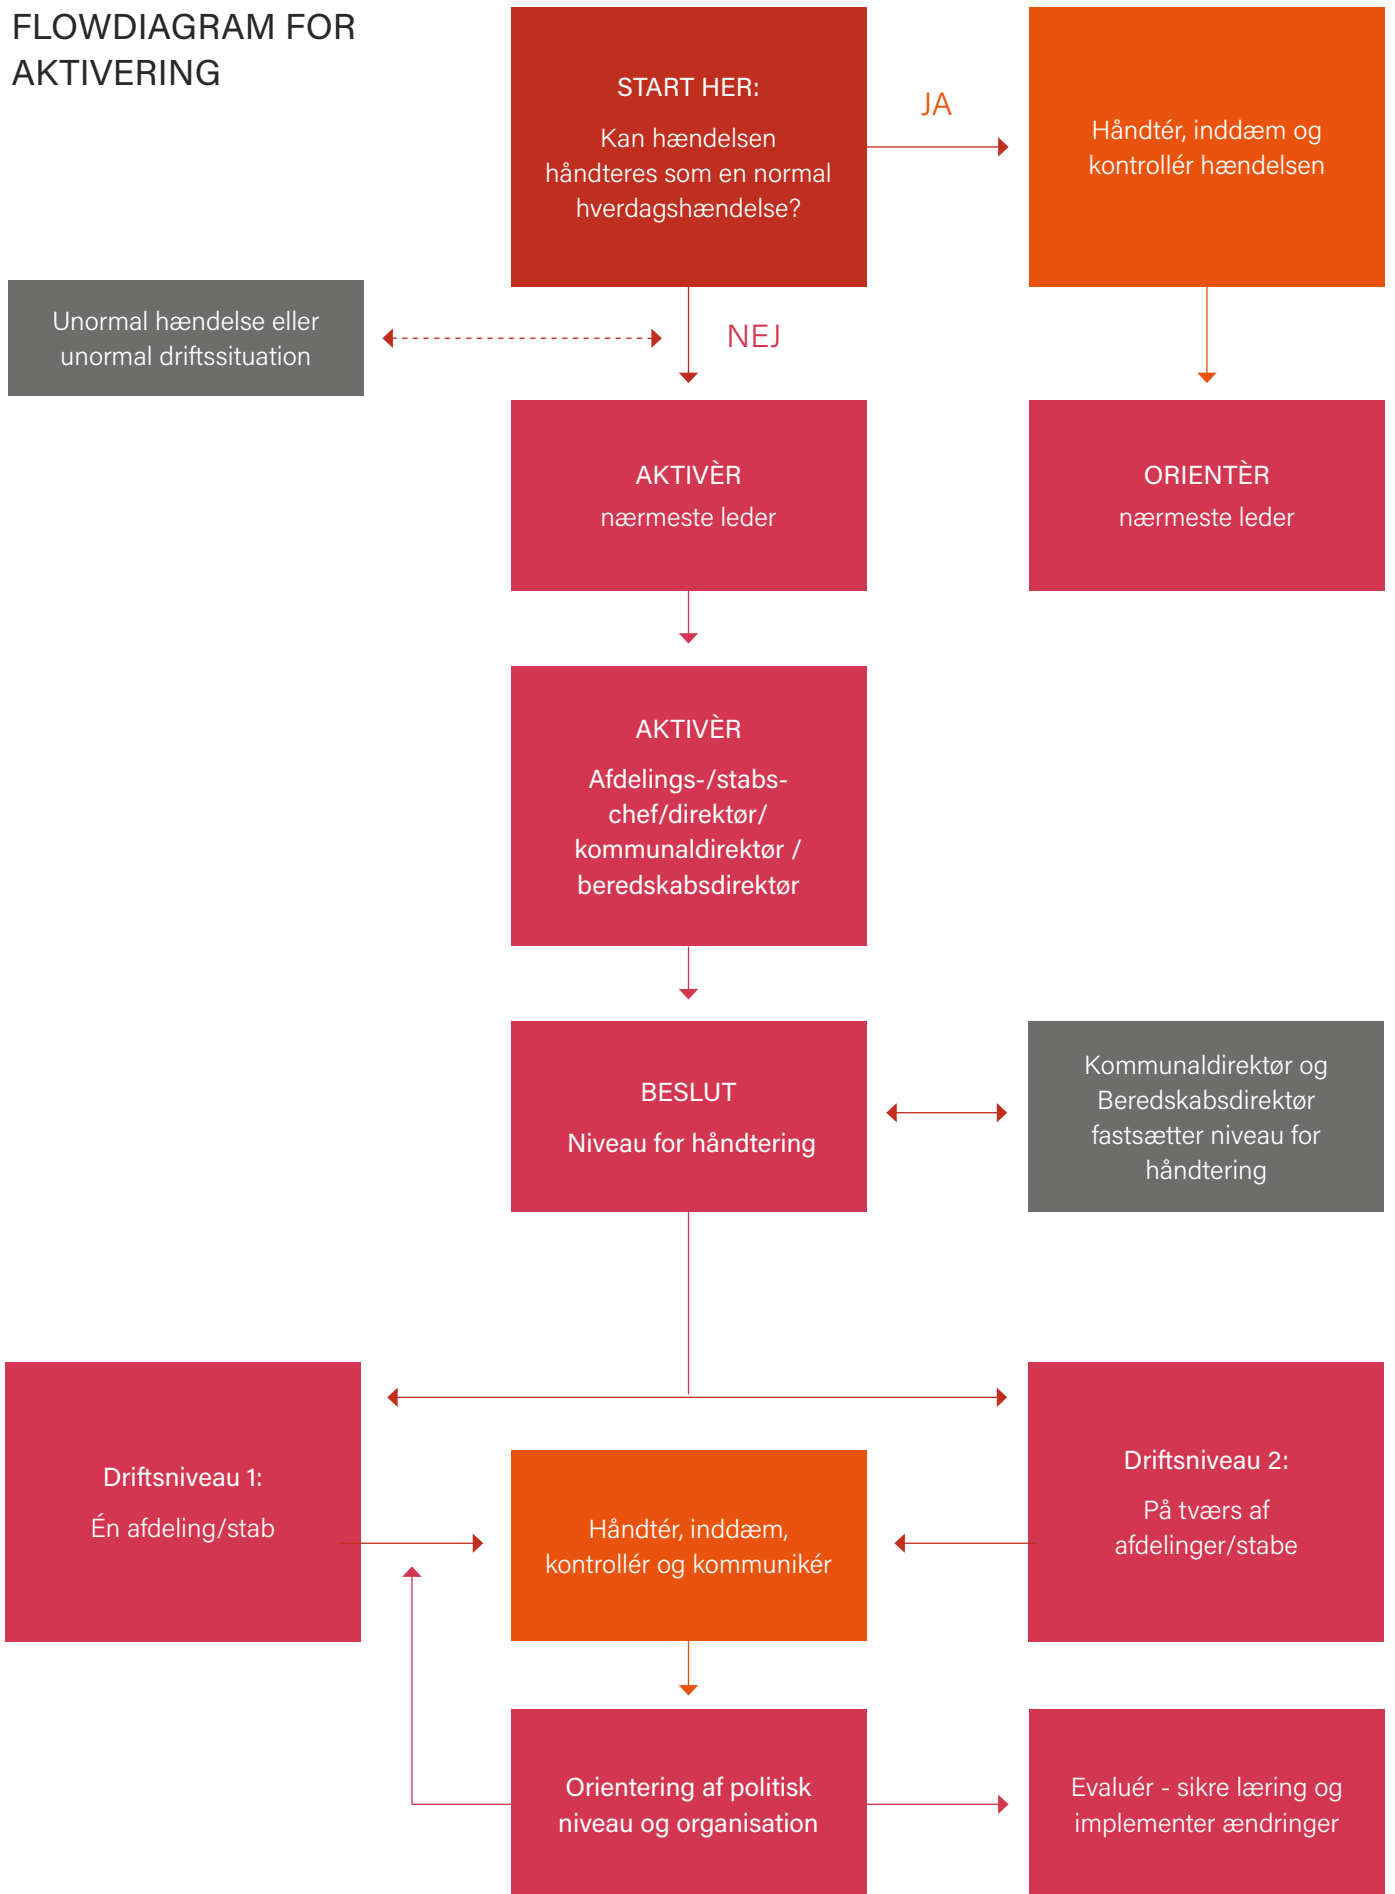 FLOWDIAGRAM FOR
AKTIVERING
START HER:
Kan hændelsen
håndteres som en normal
hverdagshændelse?
JA
Håndtér, inddæm og
kontrollér hændelsen
Unormal hændelse eller
unormal driftssituation
NEJ
AKTIVÈR
nærmeste leder
ORIENTÈR
nærmeste leder
AKTIVÈR
Afdelings-/stabs-
chef/direktør/
kommunaldirektør /
beredskabsdirektør
BESLUT
Niveau for håndtering
Kommunaldirektør og
Beredskabsdirektør
fastsætter niveau for
håndtering
Driftsniveau 1:
Én afdeling/stab
Håndtér, inddæm,
kontrollér og kommunikér
Driftsniveau 2:
På tværs af
afdelinger/stabe
Orientering af politisk
niveau og organisation
Evaluér - sikre læring og
implementer ændringer